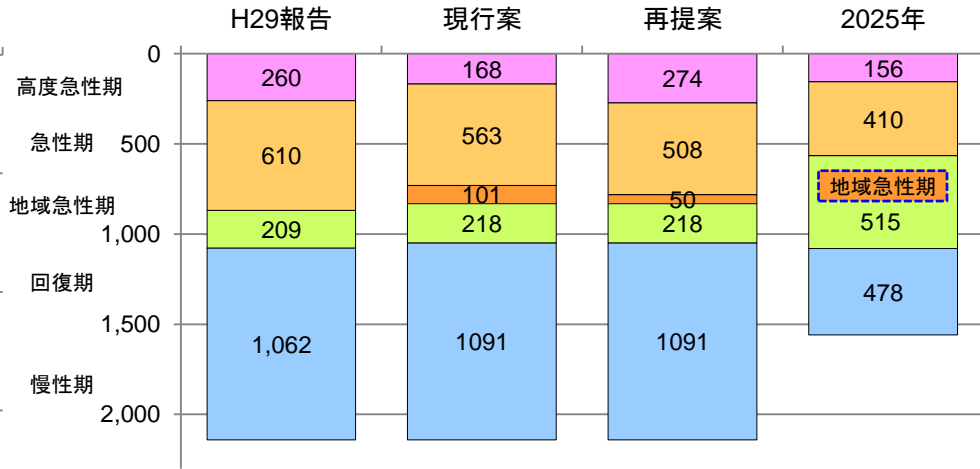 H29報告 現行案 再提案 2025年
0
高度急性期
260 168 274 156
急性期
500
610 563 508 410
地域急性期
101 50 地域急性期
1,000
209 218 218 515
回復期
1,500
1,062 1091 1091 478
慢性期
2,000